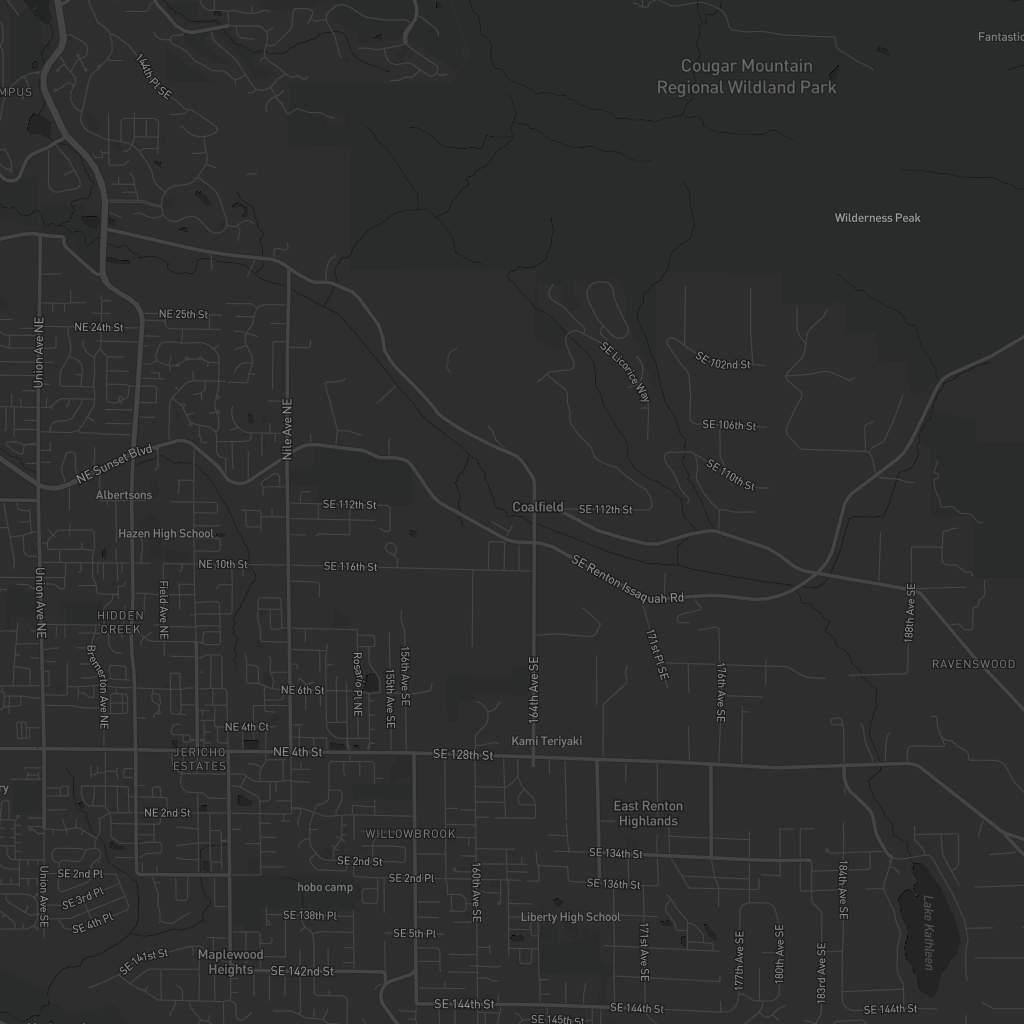 Fantastic
Cougar Mountain
Regional Wildland Park
144th Pl SE
MPUS
Wilderness Peak
NE 25th St
NE 24th St
Union Ave NE
SE Licorice Way
SE 102nd St
SE 106th St
Nile Ave NE
NE Sunset Blvd
SE 110th St
Albertsons
SE 112th St
Coalfield
SE 112th St
Hazen High School
NE 10th St
SE 116th St
SE Renton Issaquah Rd
Union Ave NE
Field Ave NE
HIDDEN
CREEK
188th Ave SE
171st Pl SE
Bremerton Ave NE
Rosario Pl NE
155th Ave SE
156th Ave SE
164th Ave SE
176th Ave SE
RAVENSWOOD
NE 6th St
NE 4th Ct
Kami Teriyaki
JERICHO
ESTATES
NE 4th St
SE 128th St
ry
NE 2nd St
East Renton
Highlands
WILLOWBROOK
SE 134th St
SE 2nd St
SE 2nd Pl
SE 2nd Pl
SE 136th St
Union Ave SE
160th Ave SE
184th Ave SE
hobo camp
SE 3rd Pl
SE 4th Pl
SE 138th Pl
Liberty High School
SE 5th Pl
171st Ave SE
177th Ave SE
180th Ave SE
183rd Ave SE
Lake Kathleen
Maplewood
Heights
SE 141st St
SE 142nd St
SE 144th St
SE 144th St
SE 144th St
SE 145th St